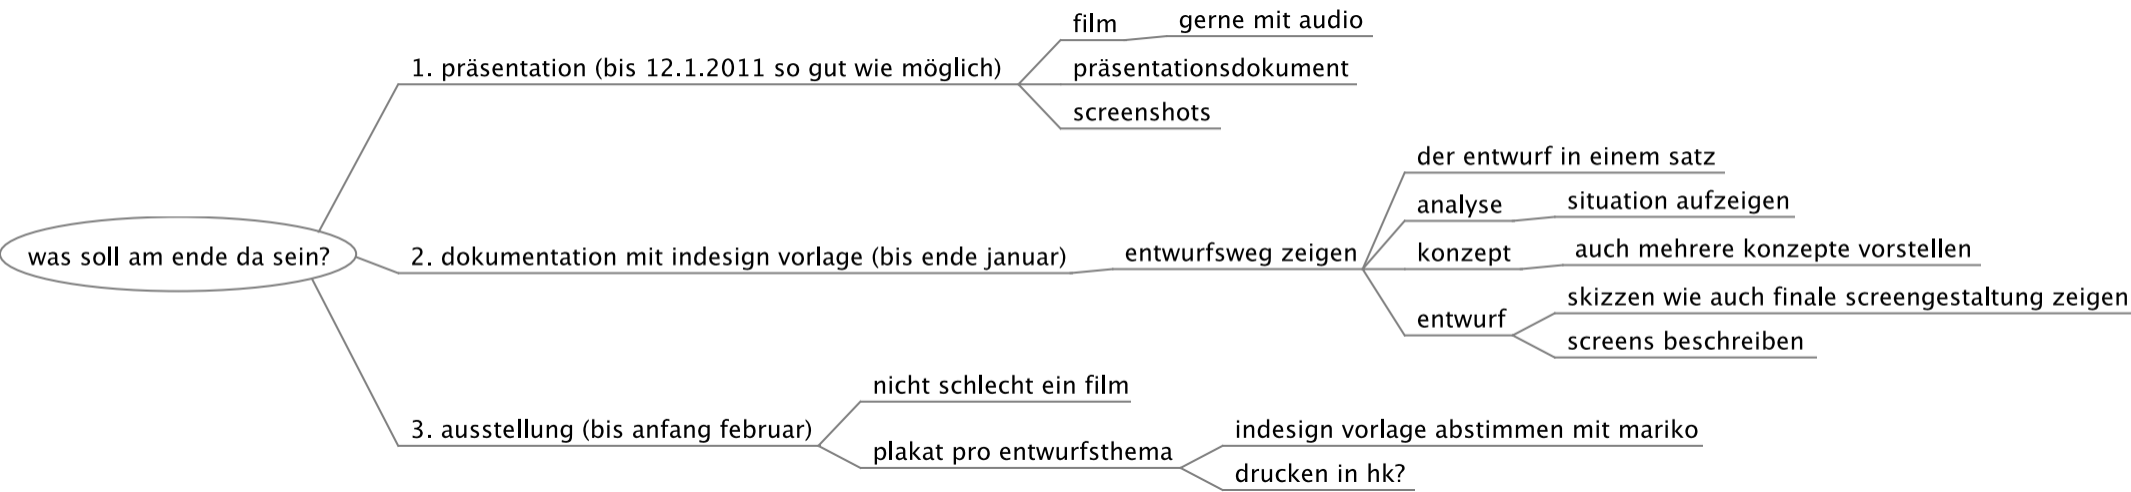 was soll am ende da sein?
1. präsentation (bis 12.1.2011 so gut wie möglich)
film
gerne mit audio
präsentationsdokument
screenshots
2. dokumentation mit indesign vorlage (bis ende januar)
entwurfsweg zeigen
der entwurf in einem satz
analyse
situation aufzeigen
konzept
auch mehrere konzepte vorstellen
entwurf
skizzen wie auch finale screengestaltung zeigen
screens beschreiben
3. ausstellung (bis anfang februar)
nicht schlecht ein film
plakat pro entwurfsthema
indesign vorlage abstimmen mit mariko
drucken in hk?